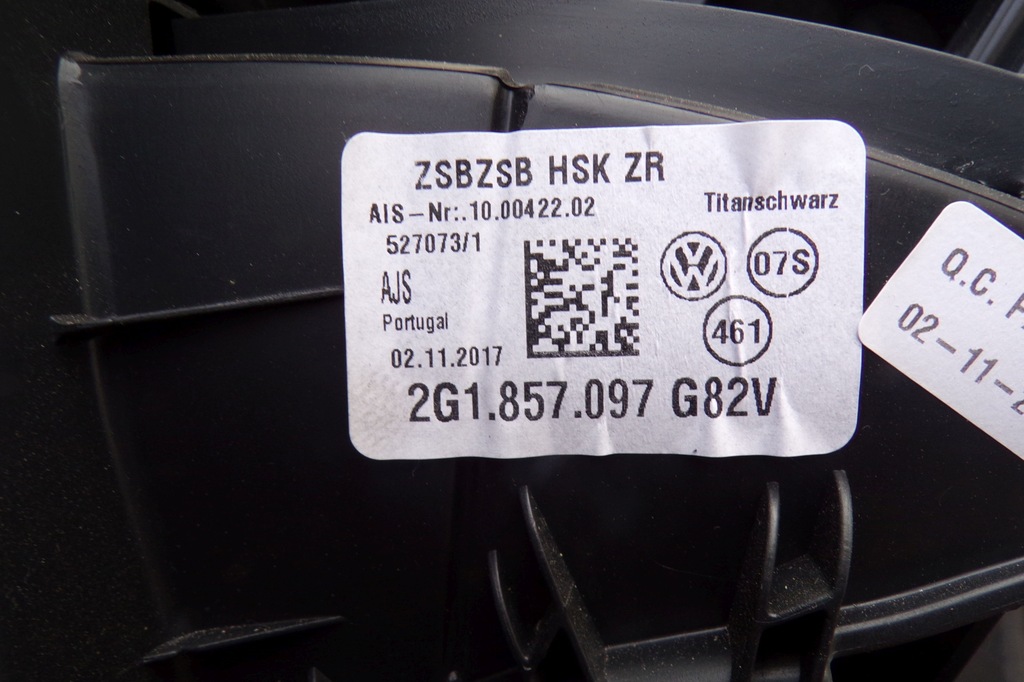 ZSBZSB HSK ZR
AIS-Nr:.10.00422.02
Titanschwarz
527073/1
AJS
Portugal
02.11.2017
VW
07S
461
2G1.857.097 G82V
Q.C.
02-11-